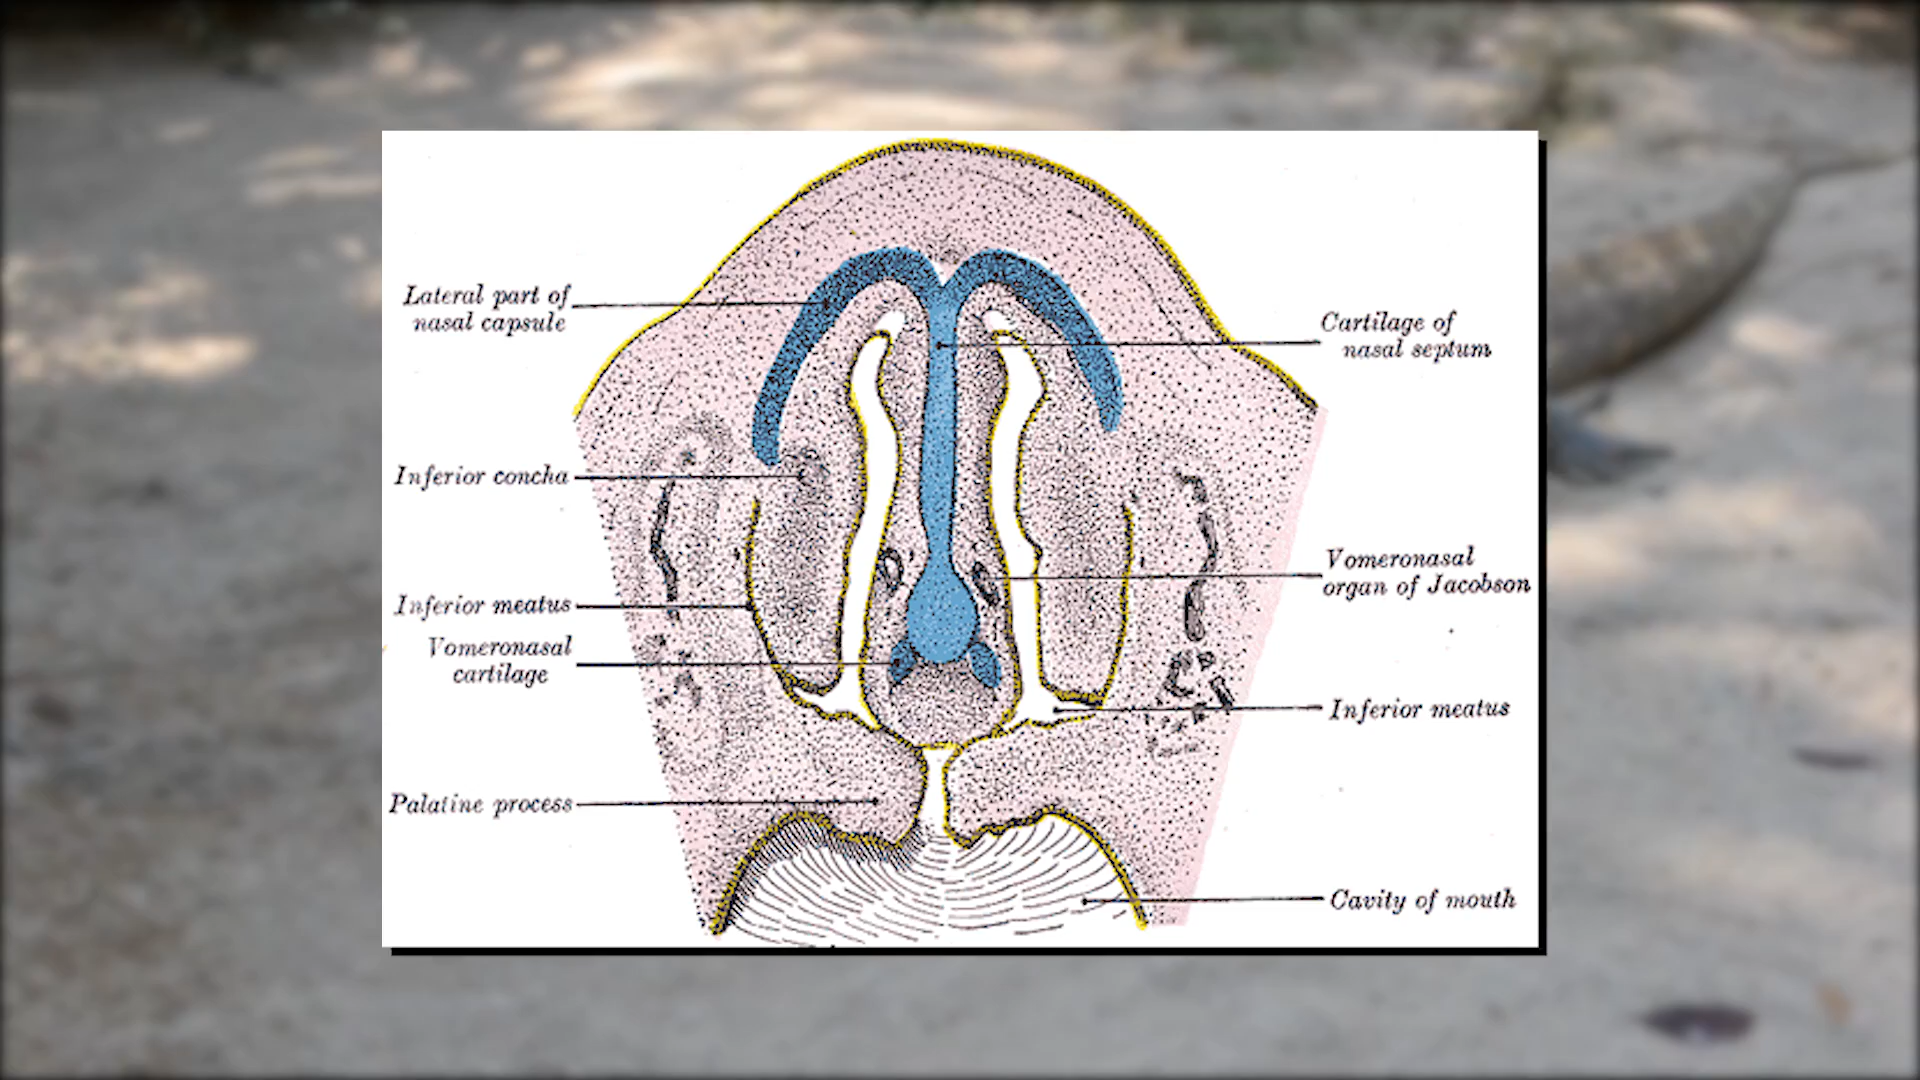 Lateral part of
nasal capsule
Inferior concha
Inferior meatus
Vomeronasal
cartilage
Palatine process
Cartilage of
nasal septum
Vomeronasal
organ of Jacobson
Inferior meatus
Cavity of mouth